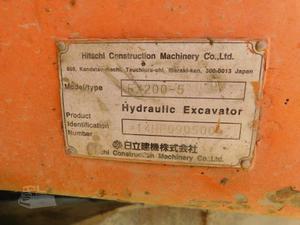 Hitachi Construction Machinery Co., Ltd.
650, Kandatsu-machi, Tsuchiura-shi, Ibaraki-ken, 300-0013 Japan
Model/type EX200-5
Hydraulic Excavator
Product
Identification
Number
日立建機株式会社
Hitachi Construction Machinery Co., Ltd.